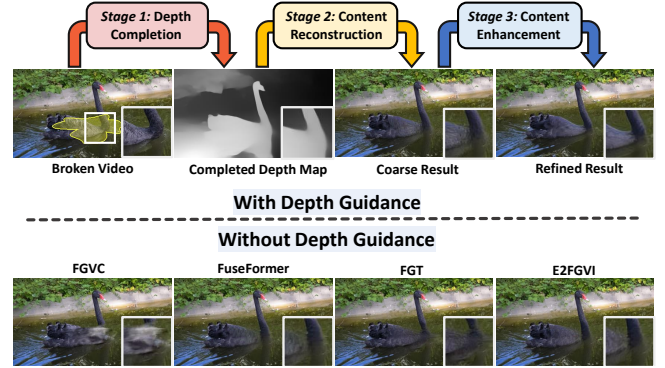 Stage 1: Depth
Completion
Stage 2: Content
Reconstruction
Stage 3: Content
Enhancement
Broken Video
Completed Depth Map
Coarse Result
Refined Result
With Depth Guidance
Without Depth Guidance
FGVC
FuseFormer
FGT
E2FGVI